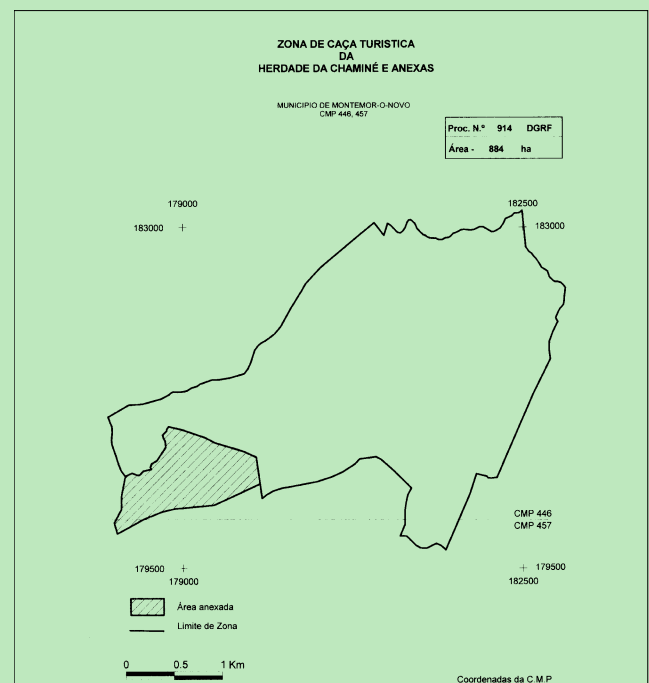 ZONA DE CAÇA TURISTICA
DA
HERDADE DA CHAMINÉ E ANEXAS
MUNICIPIO DE MONTEMOR-O-NOVO
CMP 446, 457
Proc. N.º 914 DGRF
Área - 884 ha
179000
182500
183000
183000
CMP 446
CMP 457
179500
179500
179000
182500
Área anexada
Limite de Zona
0 0.5 1 Km
Coordenadas da C.M.P